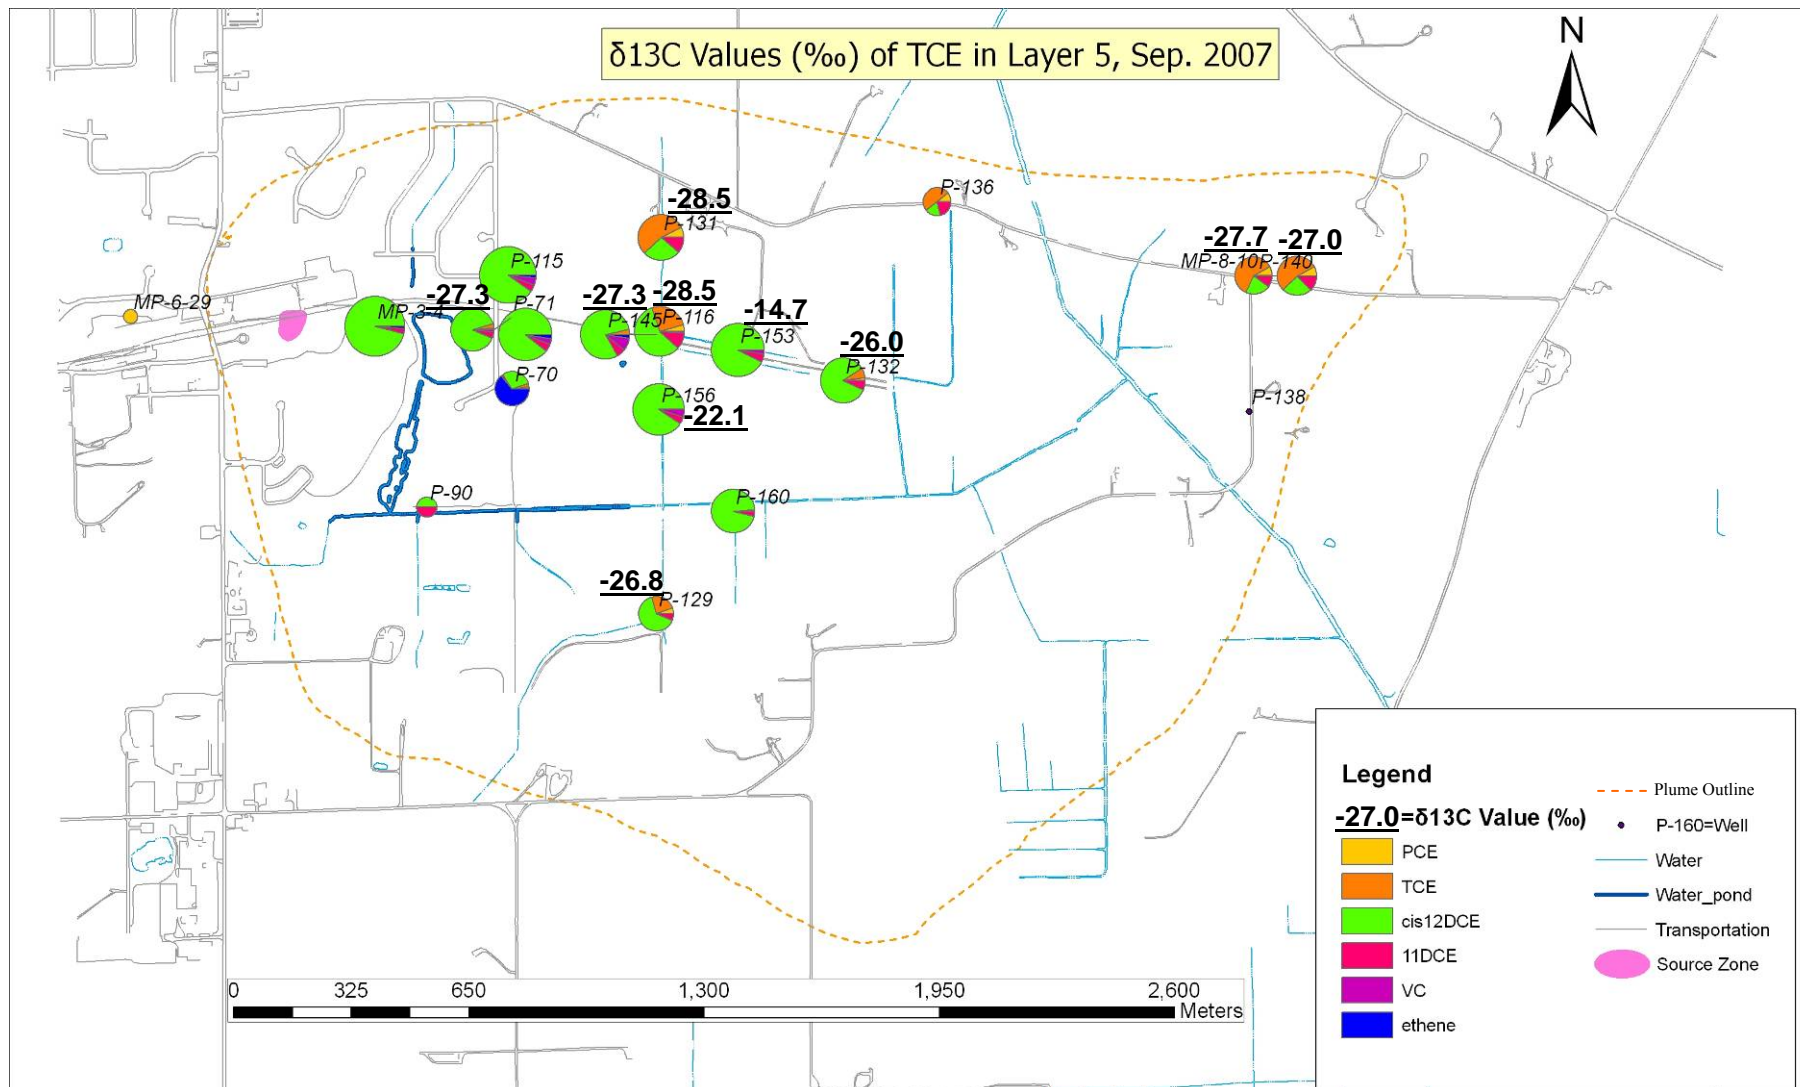 δ13C Values (‰) of TCE in Layer 5, Sep. 2007
N
P-136
-28.5
P-131
-27.7
-27.0
MP-8-10
P-140
P-115
MP-6-29
-27.3
MP-3-4
P-71
-27.3
P-145
-28.5
P-116
-14.7
P-153
-26.0
P-132
P-70
P-156
-22.1
P-138
P-90
P-160
-26.8
P-129
Legend
-27.0=δ13C Value (‰)
PCE
TCE
cis12DCE
11DCE
VC
ethene
Plume Outline
P-160=Well
Water
Water_pond
Transportation
Source Zone
0 325 650 1,300 1,950 2,600
Meters